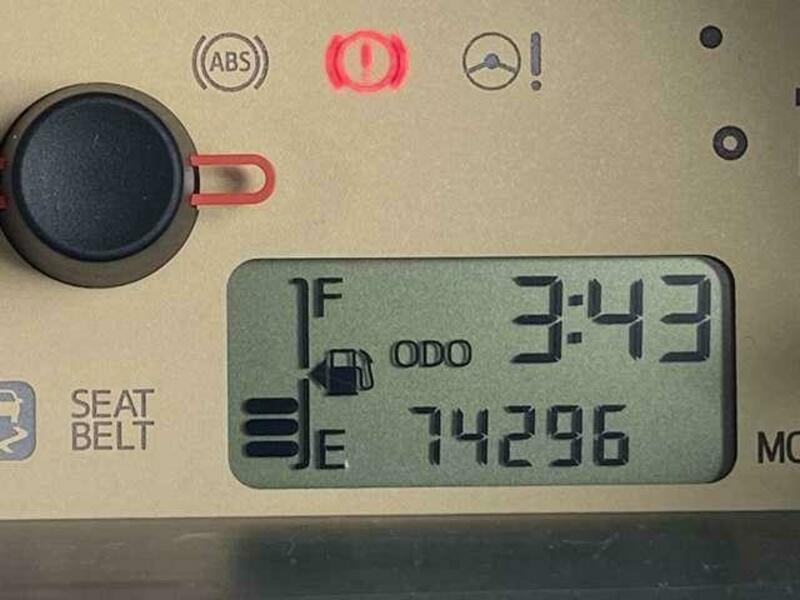 ABS
!
!
F
3:43
ODO
SEAT
BELT
E
74296